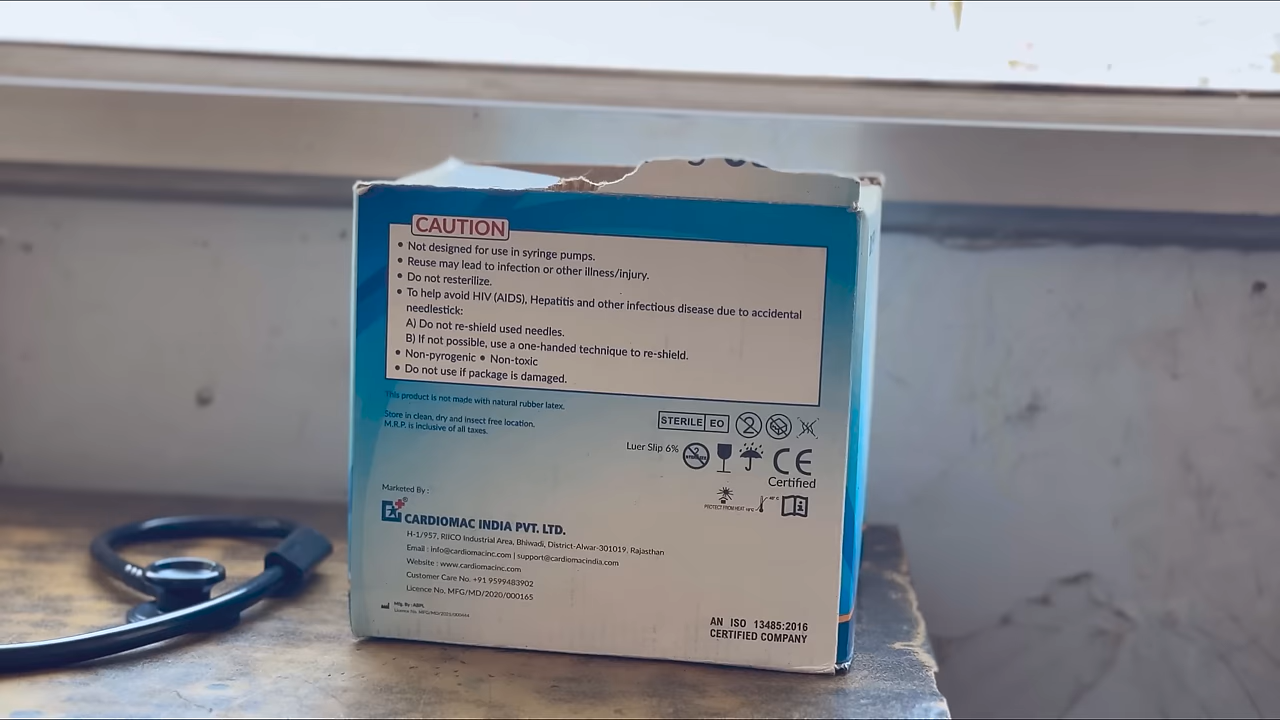 CAUTION
• Not designed for use in syringe pumps.
• Reuse may lead to infection or other illness/injury.
• Do not resterilize.
• To help avoid HIV (AIDS), Hepatitis and other infectious disease due to accidental
needlestick:
A) Do not re-shield used needles.
B) If not possible, use a one-handed technique to re-shield.
• Non-pyrogenic • Non-toxic
• Do not use if package is damaged.
This product is not made with natural rubber latex.
Store in clean, dry and insect free location.
M.R.P. is inclusive of all taxes.
STERILE EO
Luer Slip 6%
CE
Certified
PROTECT FROM HEAT
Marketed By :
CARDIOMAC INDIA PVT. LTD.
H-1/957, RIICO Industrial Area, Bhiwadi, District-Alwar-301019, Rajasthan
Email : info@cardiomacinc.com | support@cardiomacindia.com
Website : www.cardiomacinc.com
Customer Care No. +91 9599483902
Licence No. MFG/MD/2020/000165
Mfg. By :
Licence No.
AN ISO 13485:2016
CERTIFIED COMPANY